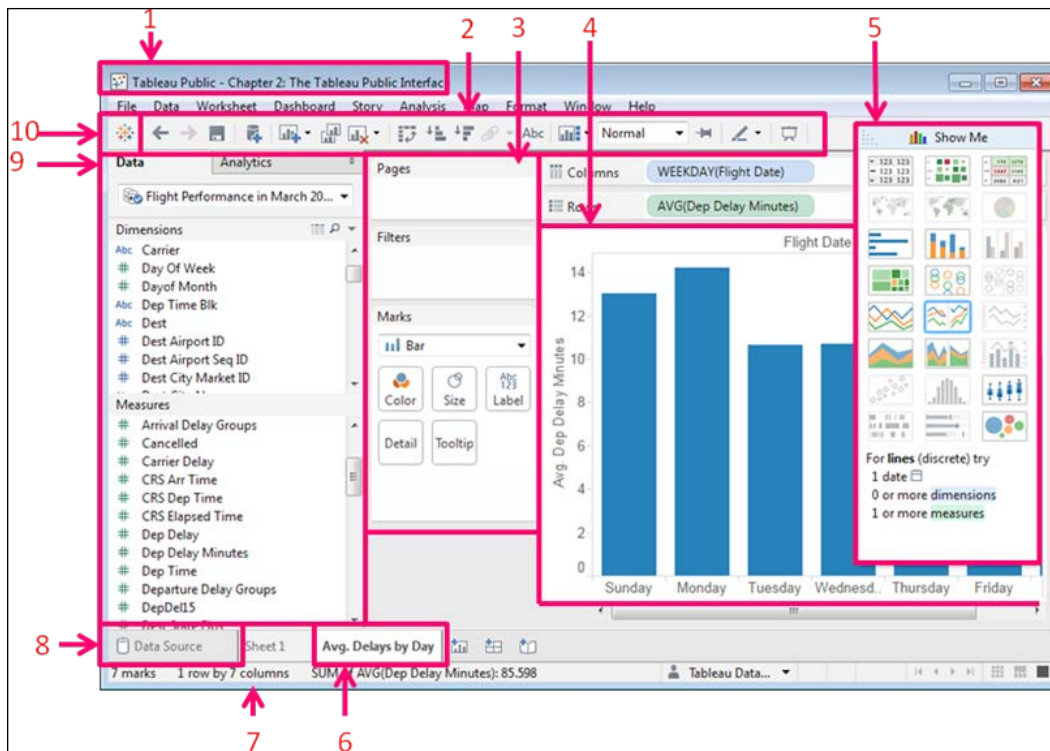 1
2
3
4
5
Tableau Public - Chapter 2: The Tableau Public Interfac
File Data Worksheet Dashboard Story Analysis Map Format Window Help
10
Abc
Normal
9
Data
Analytics
Flight Performance in March 20...
Dimensions
Abc Carrier
# Day Of Week
# Dayof Month
Abc Dep Time Blk
Abc Dest
# Dest Airport ID
# Dest Airport Seq ID
# Dest City Market ID
Measures
# Arrival Delay Groups
# Cancelled
# Carrier Delay
# CRS Arr Time
# CRS Dep Time
# CRS Elapsed Time
# Dep Delay
# Dep Delay Minutes
# Dep Time
# Departure Delay Groups
# DepDel15
Pages
Filters
Marks
Bar
Color
Size
Abc
123
Label
Detail
Tooltip
Columns
WEEKDAY(Flight Date)
AVG(Dep Delay Minutes)
Flight Date
Avg. Dep Delay Minutes
14
12
10
8
6
4
2
0
Sunday Monday Tuesday Wednesd.. Thursday Friday
Show Me
For lines (discrete) try
1 date
0 or more dimensions
1 or more measures
8
Data Source
Sheet 1
Avg. Delays by Day
7 marks
1 row by 7 columns
SUM of AVG(Dep Delay Minutes): 85.598
Tableau Data...
7
6